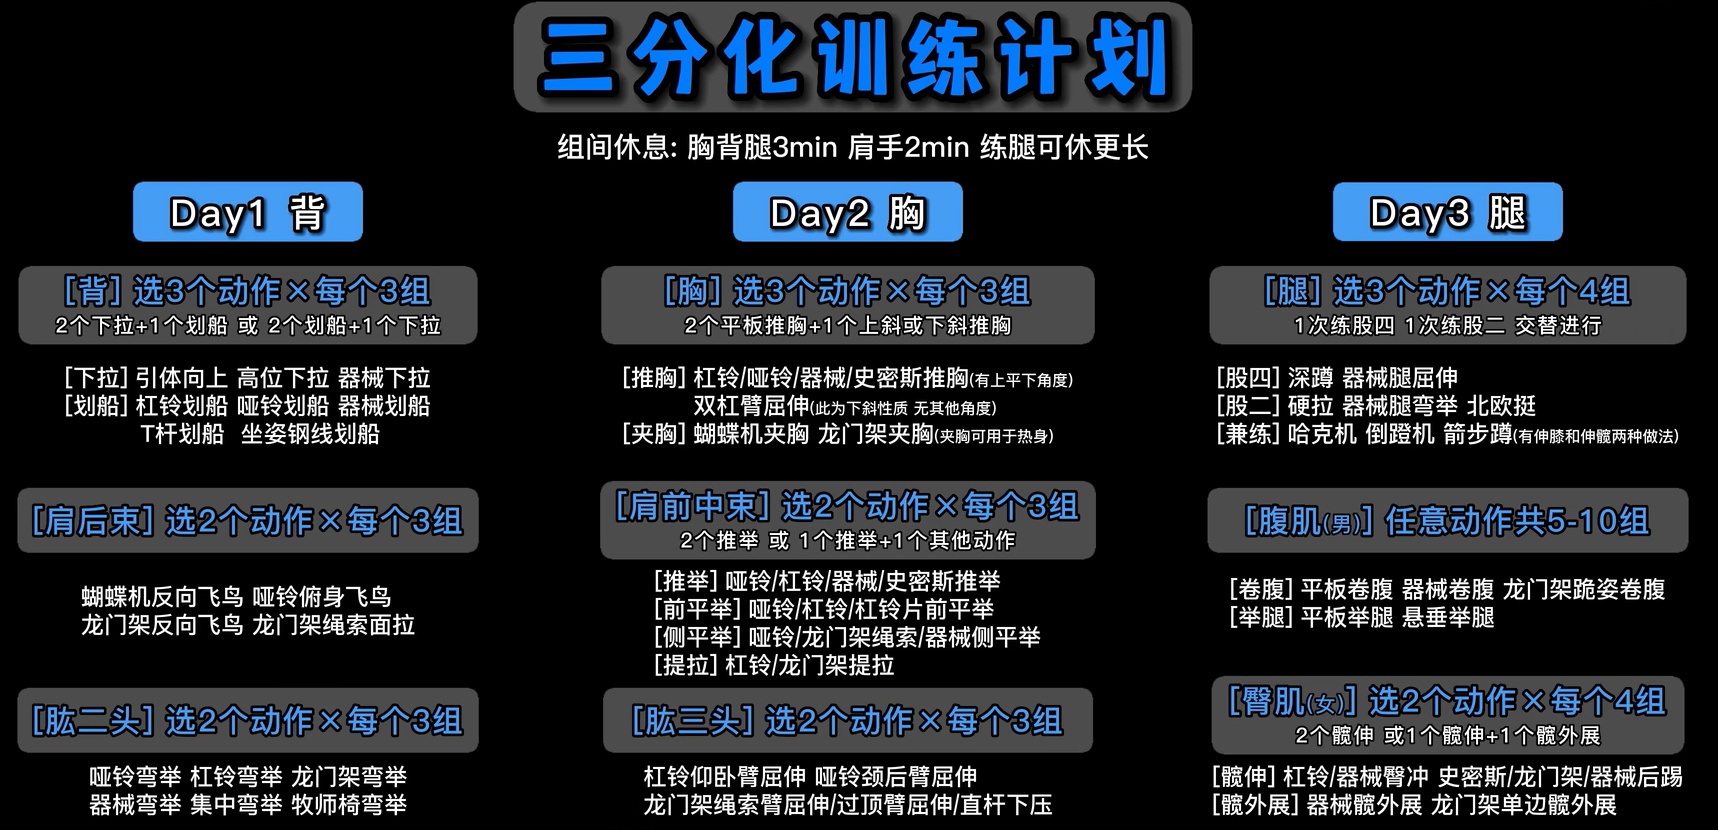 三分化训练计划
组间休息: 胸背腿3min 肩手2min 练腿可休更长
Day1 背
[背] 选3个动作×每个3组
2个下拉+1个划船 或 2个划船+1个下拉
[下拉] 引体向上 高位下拉 器械下拉
[划船] 杠铃划船 哑铃划船 器械划船
T杆划船 坐姿钢线划船
[肩后束] 选2个动作×每个3组
蝴蝶机反向飞鸟 哑铃俯身飞鸟
龙门架反向飞鸟 龙门架绳索面拉
[肱二头] 选2个动作×每个3组
哑铃弯举 杠铃弯举 龙门架弯举
器械弯举 集中弯举 牧师椅弯举
Day2 胸
[胸] 选3个动作×每个3组
2个平板推胸+1个上斜或下斜推胸
[推胸] 杠铃/哑铃/器械/史密斯推胸(有上平下角度)
双杠臂屈伸(此为下斜性质 无其他角度)
[夹胸] 蝴蝶机夹胸 龙门架夹胸(夹胸可用于热身)
[肩前中束] 选2个动作×每个3组
2个推举 或 1个推举+1个其他动作
[推举] 哑铃/杠铃/器械/史密斯推举
[前平举] 哑铃/杠铃/杠铃片前平举
[侧平举] 哑铃/龙门架绳索/器械侧平举
[提拉] 杠铃/龙门架提拉
[肱三头] 选2个动作×每个3组
杠铃仰卧臂屈伸 哑铃颈后臂屈伸
龙门架绳索臂屈伸/过顶臂屈伸/直杆下压
Day3 腿
[腿] 选3个动作×每个4组
1次练股四 1次练股二 交替进行
[股四] 深蹲 器械腿屈伸
[股二] 硬拉 器械腿弯举 北欧挺
[兼练] 哈克机 倒蹬机 箭步蹲(有伸膝和伸髋两种做法)
[腹肌(男)] 任意动作共5-10组
[卷腹] 平板卷腹 器械卷腹 龙门架跪姿卷腹
[举腿] 平板举腿 悬垂举腿
[臀肌(女)] 选2个动作×每个4组
2个髋伸 或1个髋伸+1个髋外展
[髋伸] 杠铃/器械臀冲 史密斯/龙门架/器械后踢
[髋外展] 器械髋外展 龙门架单边髋外展